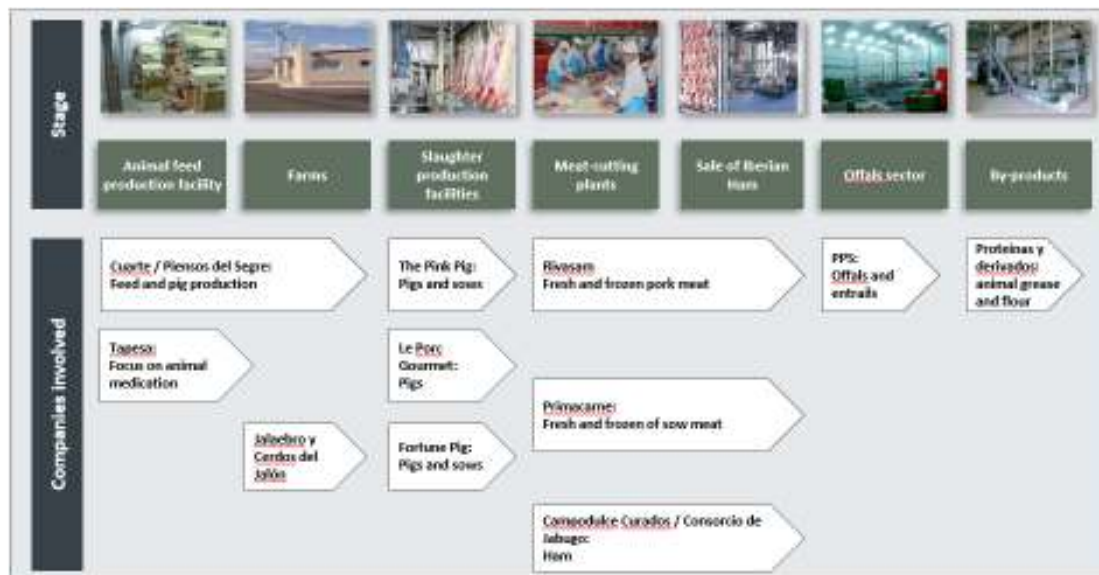 Stage
Animal feed
production facility
Farms
Slaughter
production
facilities
Meat-cutting
plants
Sale of Iberian
Ham
Offals sector
By-products
Companies involved
Cuarte / Piensos del Segre:
Feed and pig production
The Pink Pig:
Pigs and sows
Rivasam
Fresh and frozen pork meat
PPS:
Offals and
entrails
Proteinas y
derivados:
animal grease
and flour
Tapesa:
Focus on animal
medication
Le Porc
Gourmet:
Pigs
Primacarne:
Fresh and frozen of sow meat
Jalaebro y
Cerdos del
Jalón
Fortune Pig:
Pigs and sows
Campodulce Curados / Consorcio de
Jabugo:
Ham